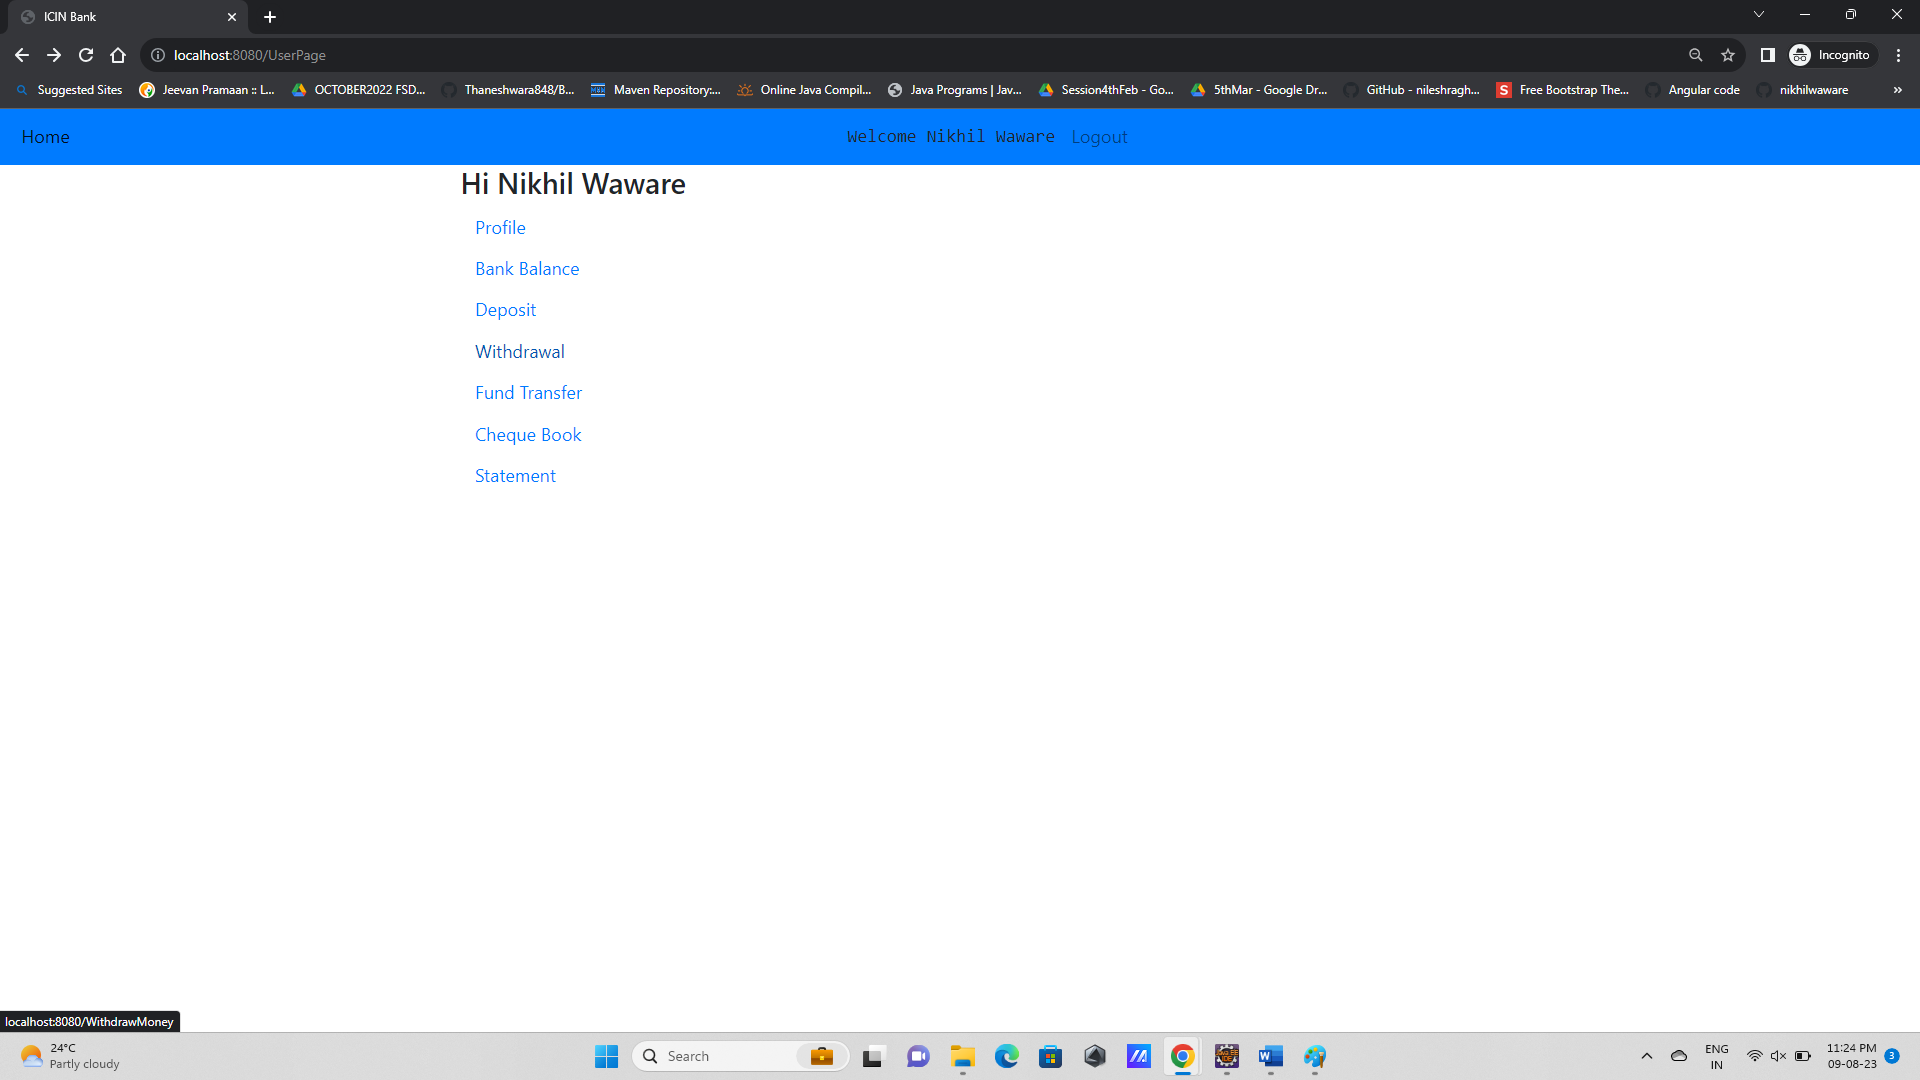 ICIN Bank
localhost:8080/UserPage
Incognito
Suggested Sites
Jeevan Pramaan :: L...
OCTOBER2022 FSD...
Thaneshwara848/B...
Maven Repository:...
Online Java Compil...
Java Programs | Jav...
Session4thFeb - Go...
5thMar - Google Dr...
GitHub - nileshragh...
Free Bootstrap The...
Angular code
nikhilwaware
Home
Welcome Nikhil Waware
Logout
Hi Nikhil Waware
Profile
Bank Balance
Deposit
Withdrawal
Fund Transfer
Cheque Book
Statement
localhost:8080/WithdrawMoney
24°C
Partly cloudy
Search
ENG
IN
11:24 PM
09-08-23
3